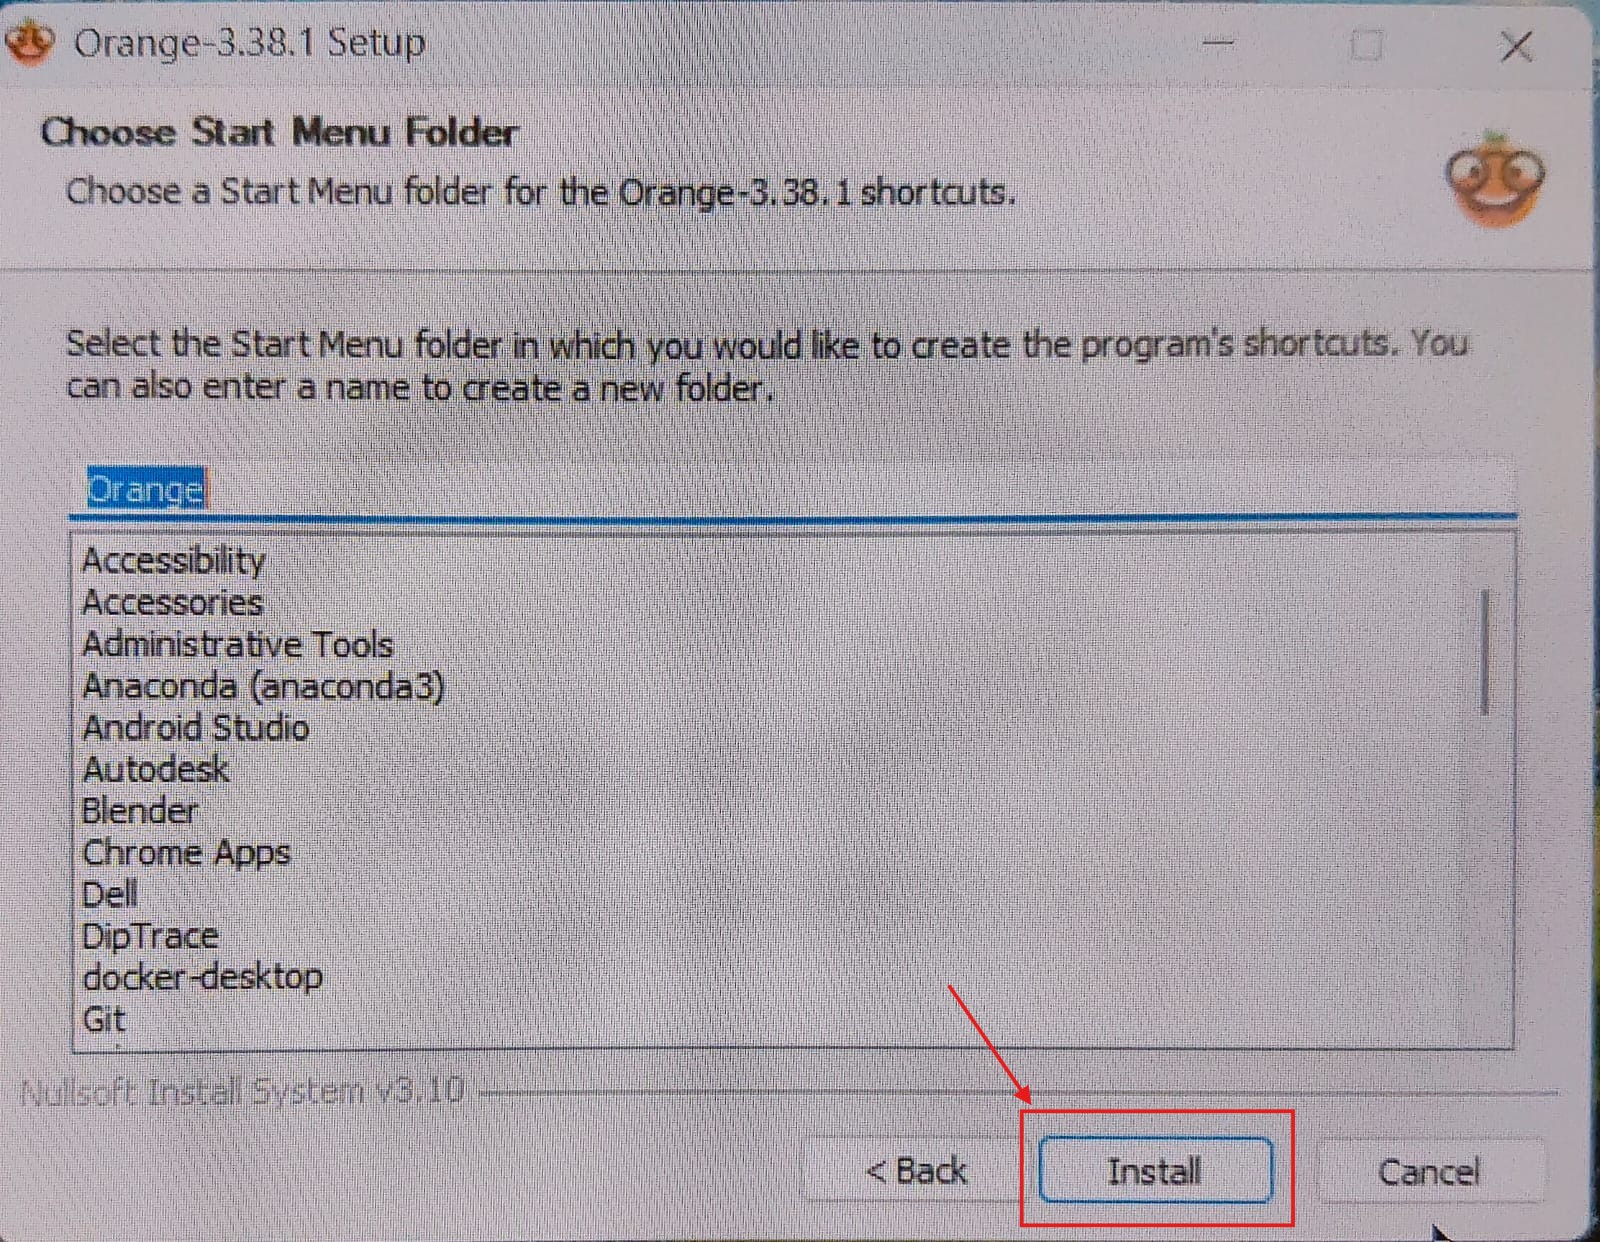 Orange-3.38.1 Setup
Choose Start Menu Folder
Choose a Start Menu folder for the Orange-3.38.1 shortcuts.
Select the Start Menu folder in which you would like to create the program's shortcuts. You
can also enter a name to create a new folder.
Orange
Accessibility
Accessories
Administrative Tools
Anaconda (anaconda3)
Android Studio
Autodesk
Blender
Chrome Apps
Dell
DipTrace
docker-desktop
Git
Nullsoft Install System v3.10
< Back
Install
Cancel